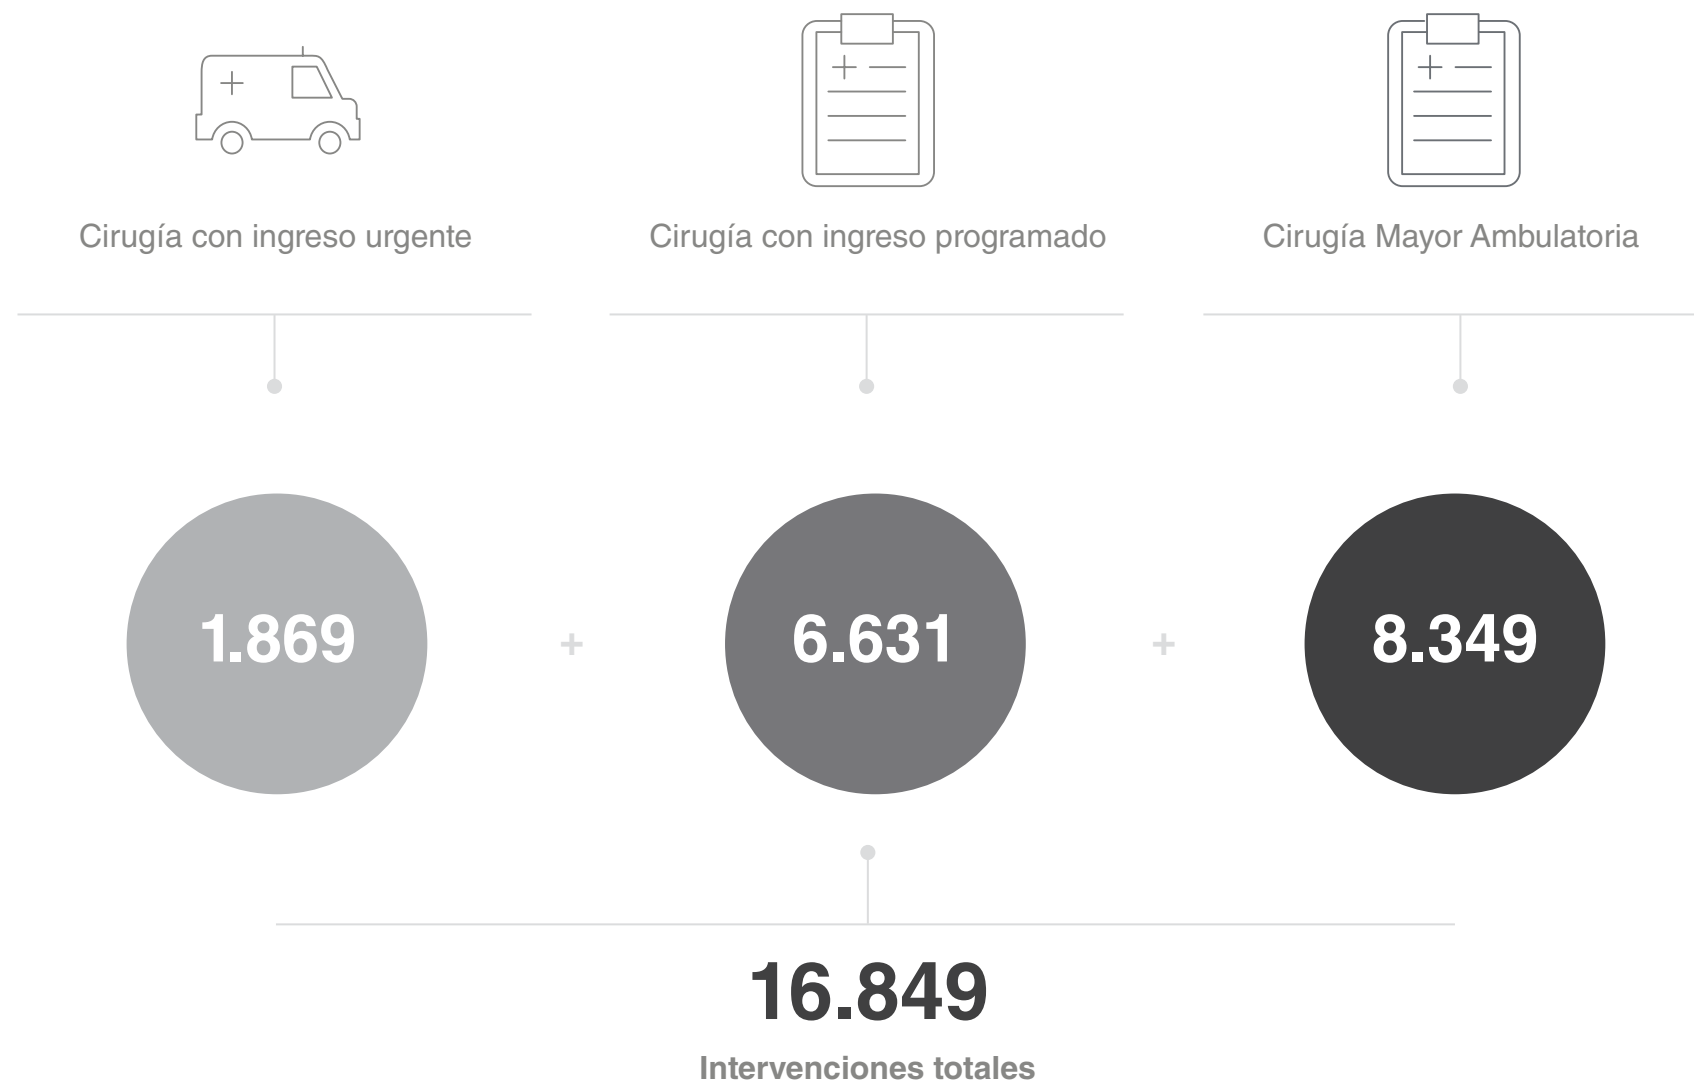 Cirugía con ingreso urgente
Cirugía con ingreso programado
Cirugía Mayor Ambulatoria
1.869
+
6.631
+
8.349
16.849
Intervenciones totales